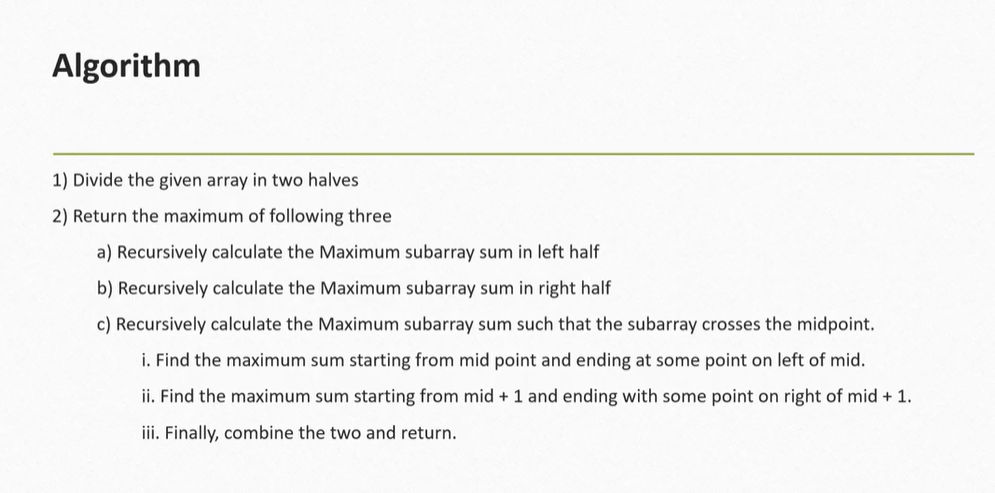 Algorithm
1) Divide the given array in two halves
2) Return the maximum of following three
a) Recursively calculate the Maximum subarray sum in left half
b) Recursively calculate the Maximum subarray sum in right half
c) Recursively calculate the Maximum subarray sum such that the subarray crosses the midpoint.
i. Find the maximum sum starting from mid point and ending at some point on left of mid.
ii. Find the maximum sum starting from mid + 1 and ending with some point on right of mid + 1.
iii. Finally, combine the two and return.